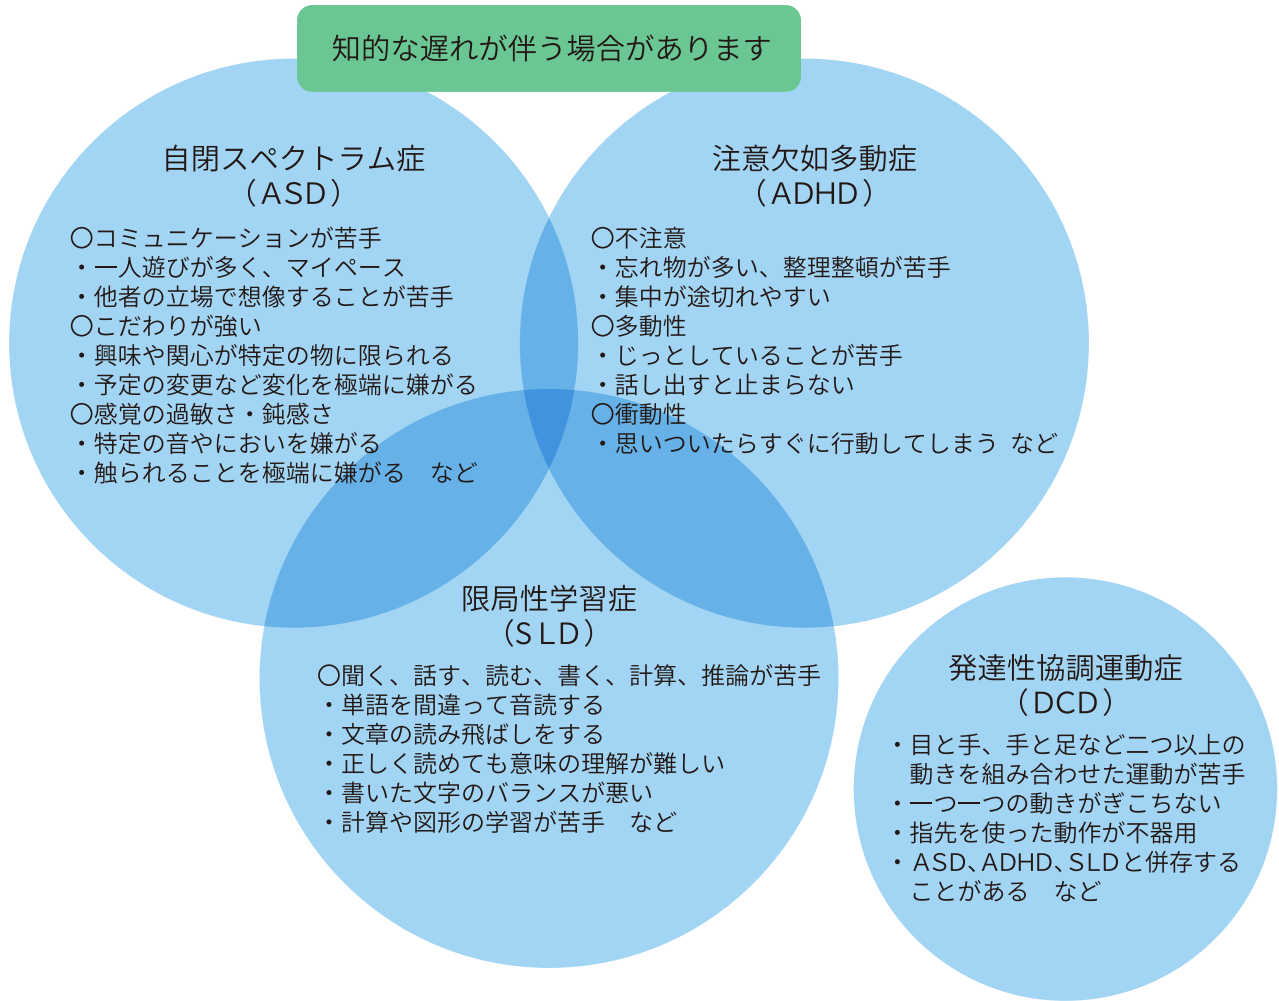 知的な遅れが伴う場合があります
自閉スペクトラム症
（ASD）
〇コミュニケーションが苦手
・一人遊びが多く、マイペース
・他者の立場で想像することが苦手
〇こだわりが強い
・興味や関心が特定の物に限られる
・予定の変更など変化を極端に嫌がる
〇感覚の過敏さ・鈍感さ
・特定の音やにおいを嫌がる
・触られることを極端に嫌がる　など
注意欠如多動症
（ADHD）
〇不注意
・忘れ物が多い、整理整頓が苦手
・集中が途切れやすい
〇多動性
・じっとしていることが苦手
・話し出すと止まらない
〇衝動性
・思いついたらすぐに行動してしまう など
限局性学習症
（SLD）
〇聞く、話す、読む、書く、計算、推論が苦手
・単語を間違って音読する
・文章の読み飛ばしをする
・正しく読めても意味の理解が難しい
・書いた文字のバランスが悪い
・計算や図形の学習が苦手　など
発達性協調運動症
（DCD）
・目と手、手と足など二つ以上の
動きを組み合わせた運動が苦手
・一つ一つの動きがぎこちない
・指先を使った動作が不器用
・ASD、ADHD、SLDと併存する
ことがある　など